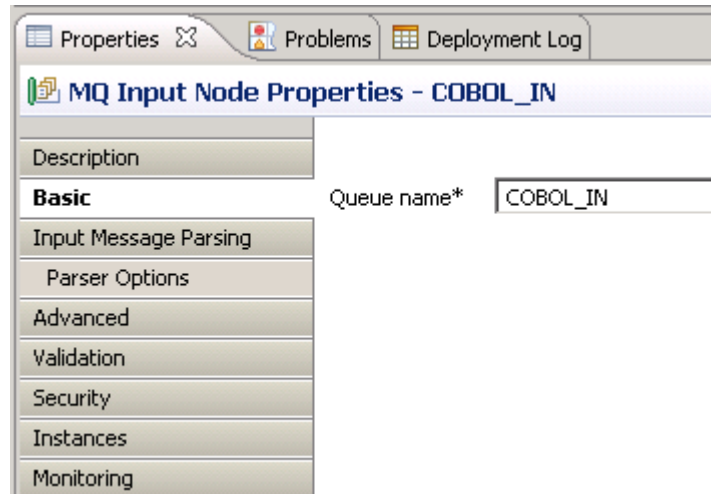 Properties Problems Deployment Log
MQ Input Node Properties - COBOL_IN
Description
Basic
Queue name* COBOL_IN
Input Message Parsing
Parser Options
Advanced
Validation
Security
Instances
Monitoring